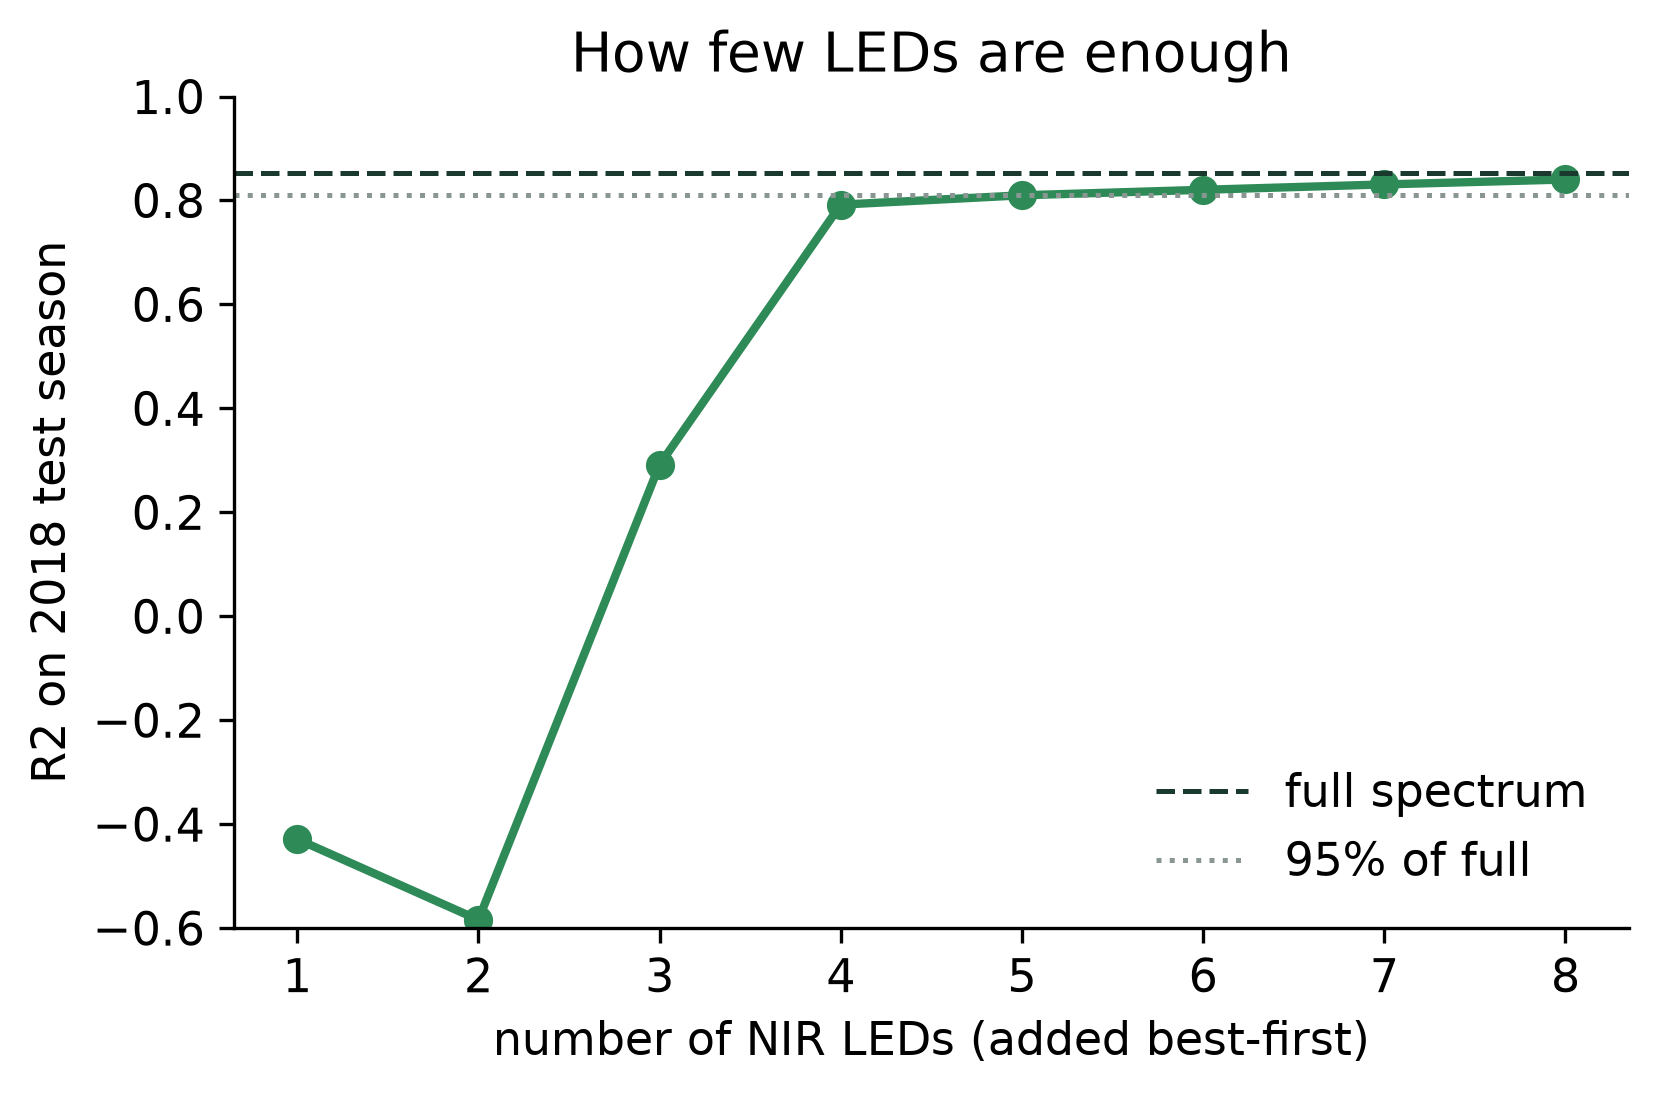 How few LEDs are enough
1.0
0.8
0.6
0.4
0.2
0.0
−0.2
−0.4
−0.6
R2 on 2018 test season
full spectrum
95% of full
1 2 3 4 5 6 7 8
number of NIR LEDs (added best-first)